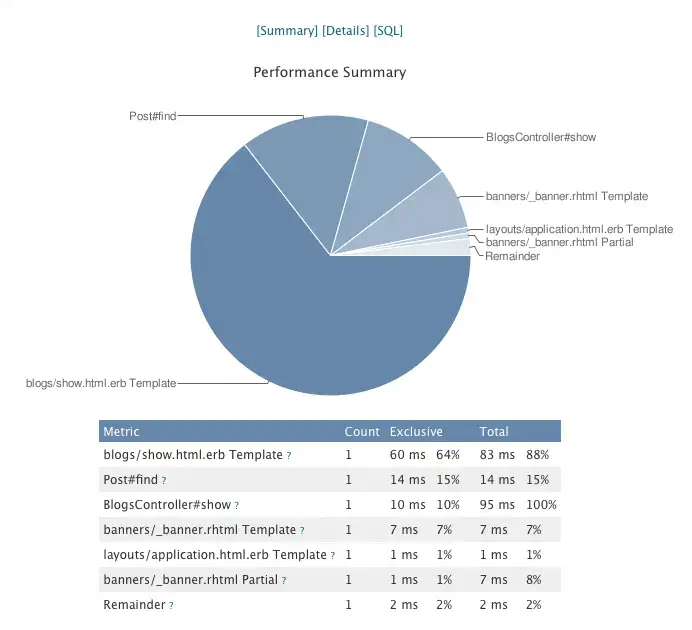 [Summary] [Details] [SQL]
Performance Summary
Post#find
BlogsController#show
banners/_banner.rhtml Template
layouts/application.html.erb Template
banners/_banner.rhtml Partial
Remainder
blogs/show.html.erb Template
Metric Count Exclusive Total
blogs/show.html.erb Template ? 1 60 ms 64% 83 ms 88%
Post#find ? 1 14 ms 15% 14 ms 15%
BlogsController#show ? 1 10 ms 10% 95 ms 100%
banners/_banner.rhtml Template ? 1 7 ms 7% 7 ms 7%
layouts/application.html.erb Template ? 1 1 ms 1% 1 ms 1%
banners/_banner.rhtml Partial ? 1 1 ms 1% 7 ms 8%
Remainder ? 1 2 ms 2% 2 ms 2%